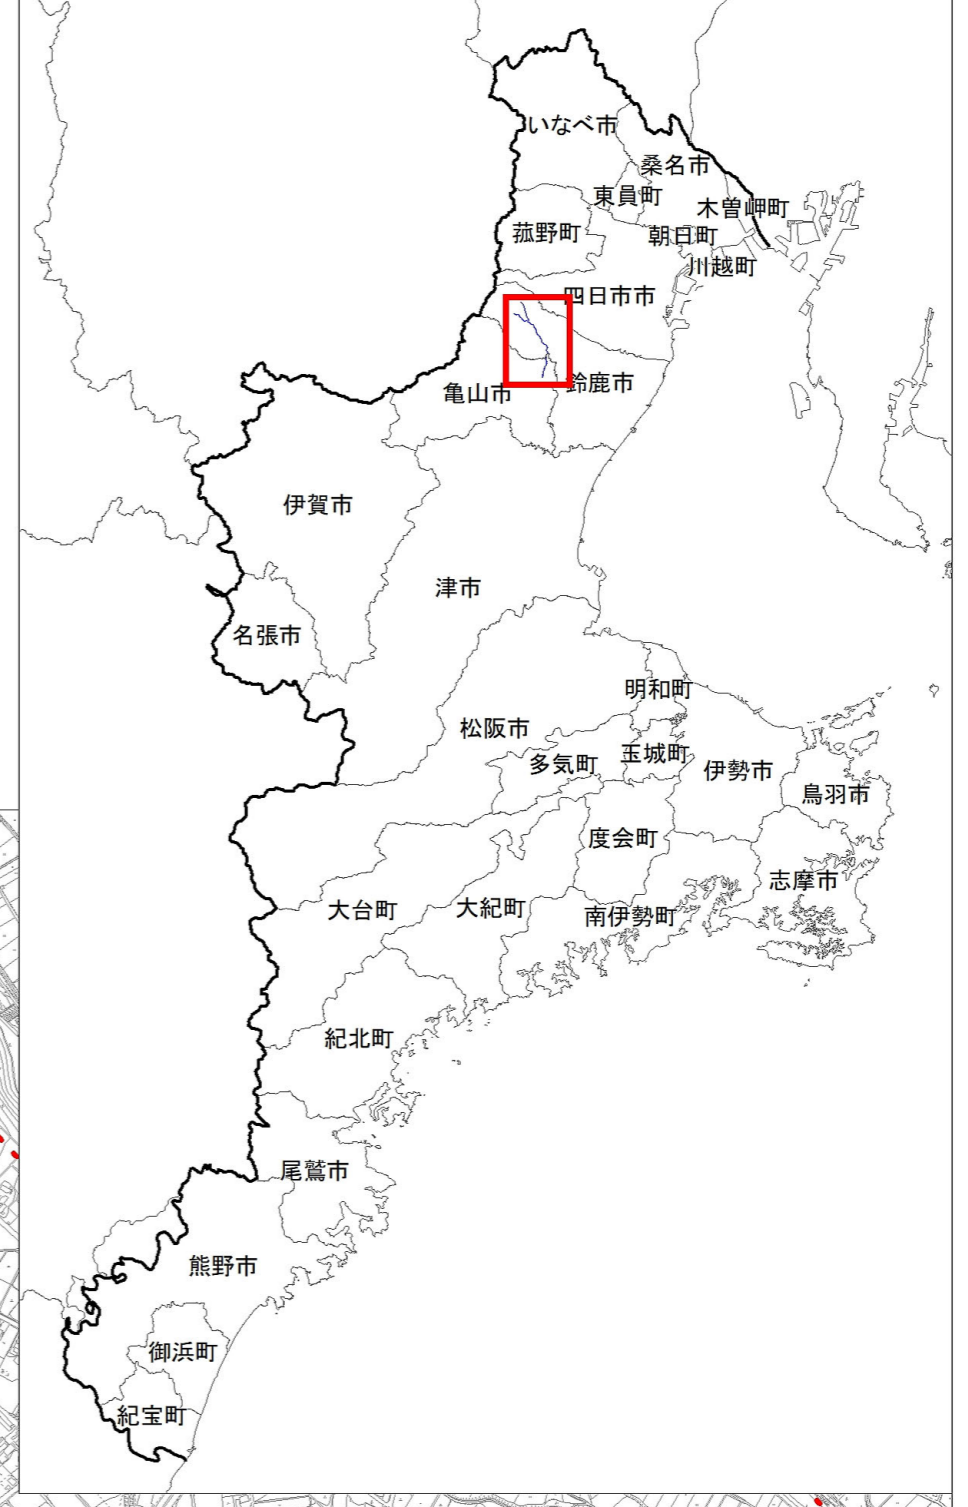 いなべ市
桑名市
東員町
木曽岬町
菰野町
朝日町
川越町
四日市市
鈴鹿市
亀山市
伊賀市
津市
名張市
明和町
松阪市
玉城町
多気町
伊勢市
鳥羽市
度会町
志摩市
大台町
大紀町
南伊勢町
紀北町
尾鷲市
熊野市
御浜町
紀宝町